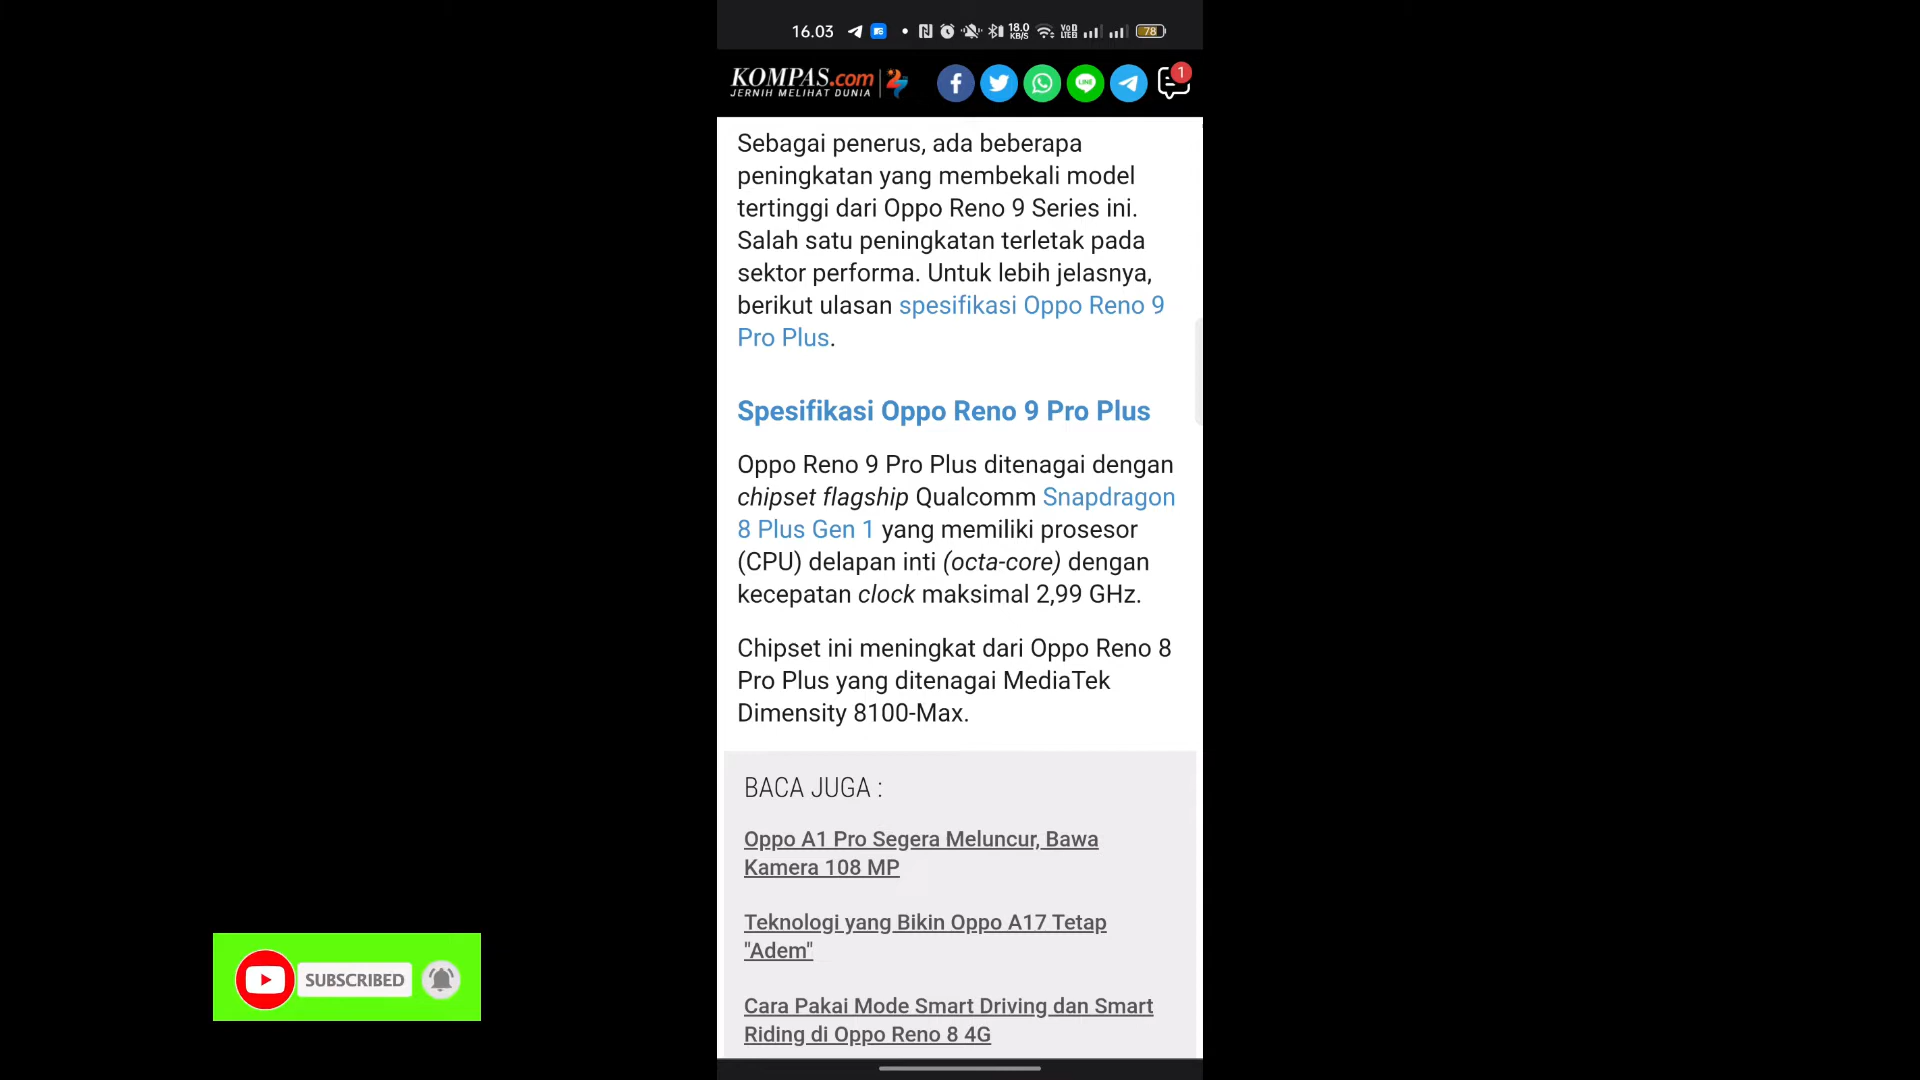 16.03
18.0
KB/S
78
KOMPAS.com
JERNIH MELIHAT DUNIA
1
Sebagai penerus, ada beberapa
peningkatan yang membekali model
tertinggi dari Oppo Reno 9 Series ini.
Salah satu peningkatan terletak pada
sektor performa. Untuk lebih jelasnya,
berikut ulasan spesifikasi Oppo Reno 9
Pro Plus.
Spesifikasi Oppo Reno 9 Pro Plus
Oppo Reno 9 Pro Plus ditenagai dengan
chipset flagship Qualcomm Snapdragon
8 Plus Gen 1 yang memiliki prosesor
(CPU) delapan inti (octa-core) dengan
kecepatan clock maksimal 2,99 GHz.
Chipset ini meningkat dari Oppo Reno 8
Pro Plus yang ditenagai MediaTek
Dimensity 8100-Max.
BACA JUGA :
Oppo A1 Pro Segera Meluncur, Bawa
Kamera 108 MP
Teknologi yang Bikin Oppo A17 Tetap
"Adem"
Cara Pakai Mode Smart Driving dan Smart
Riding di Oppo Reno 8 4G
SUBSCRIBED